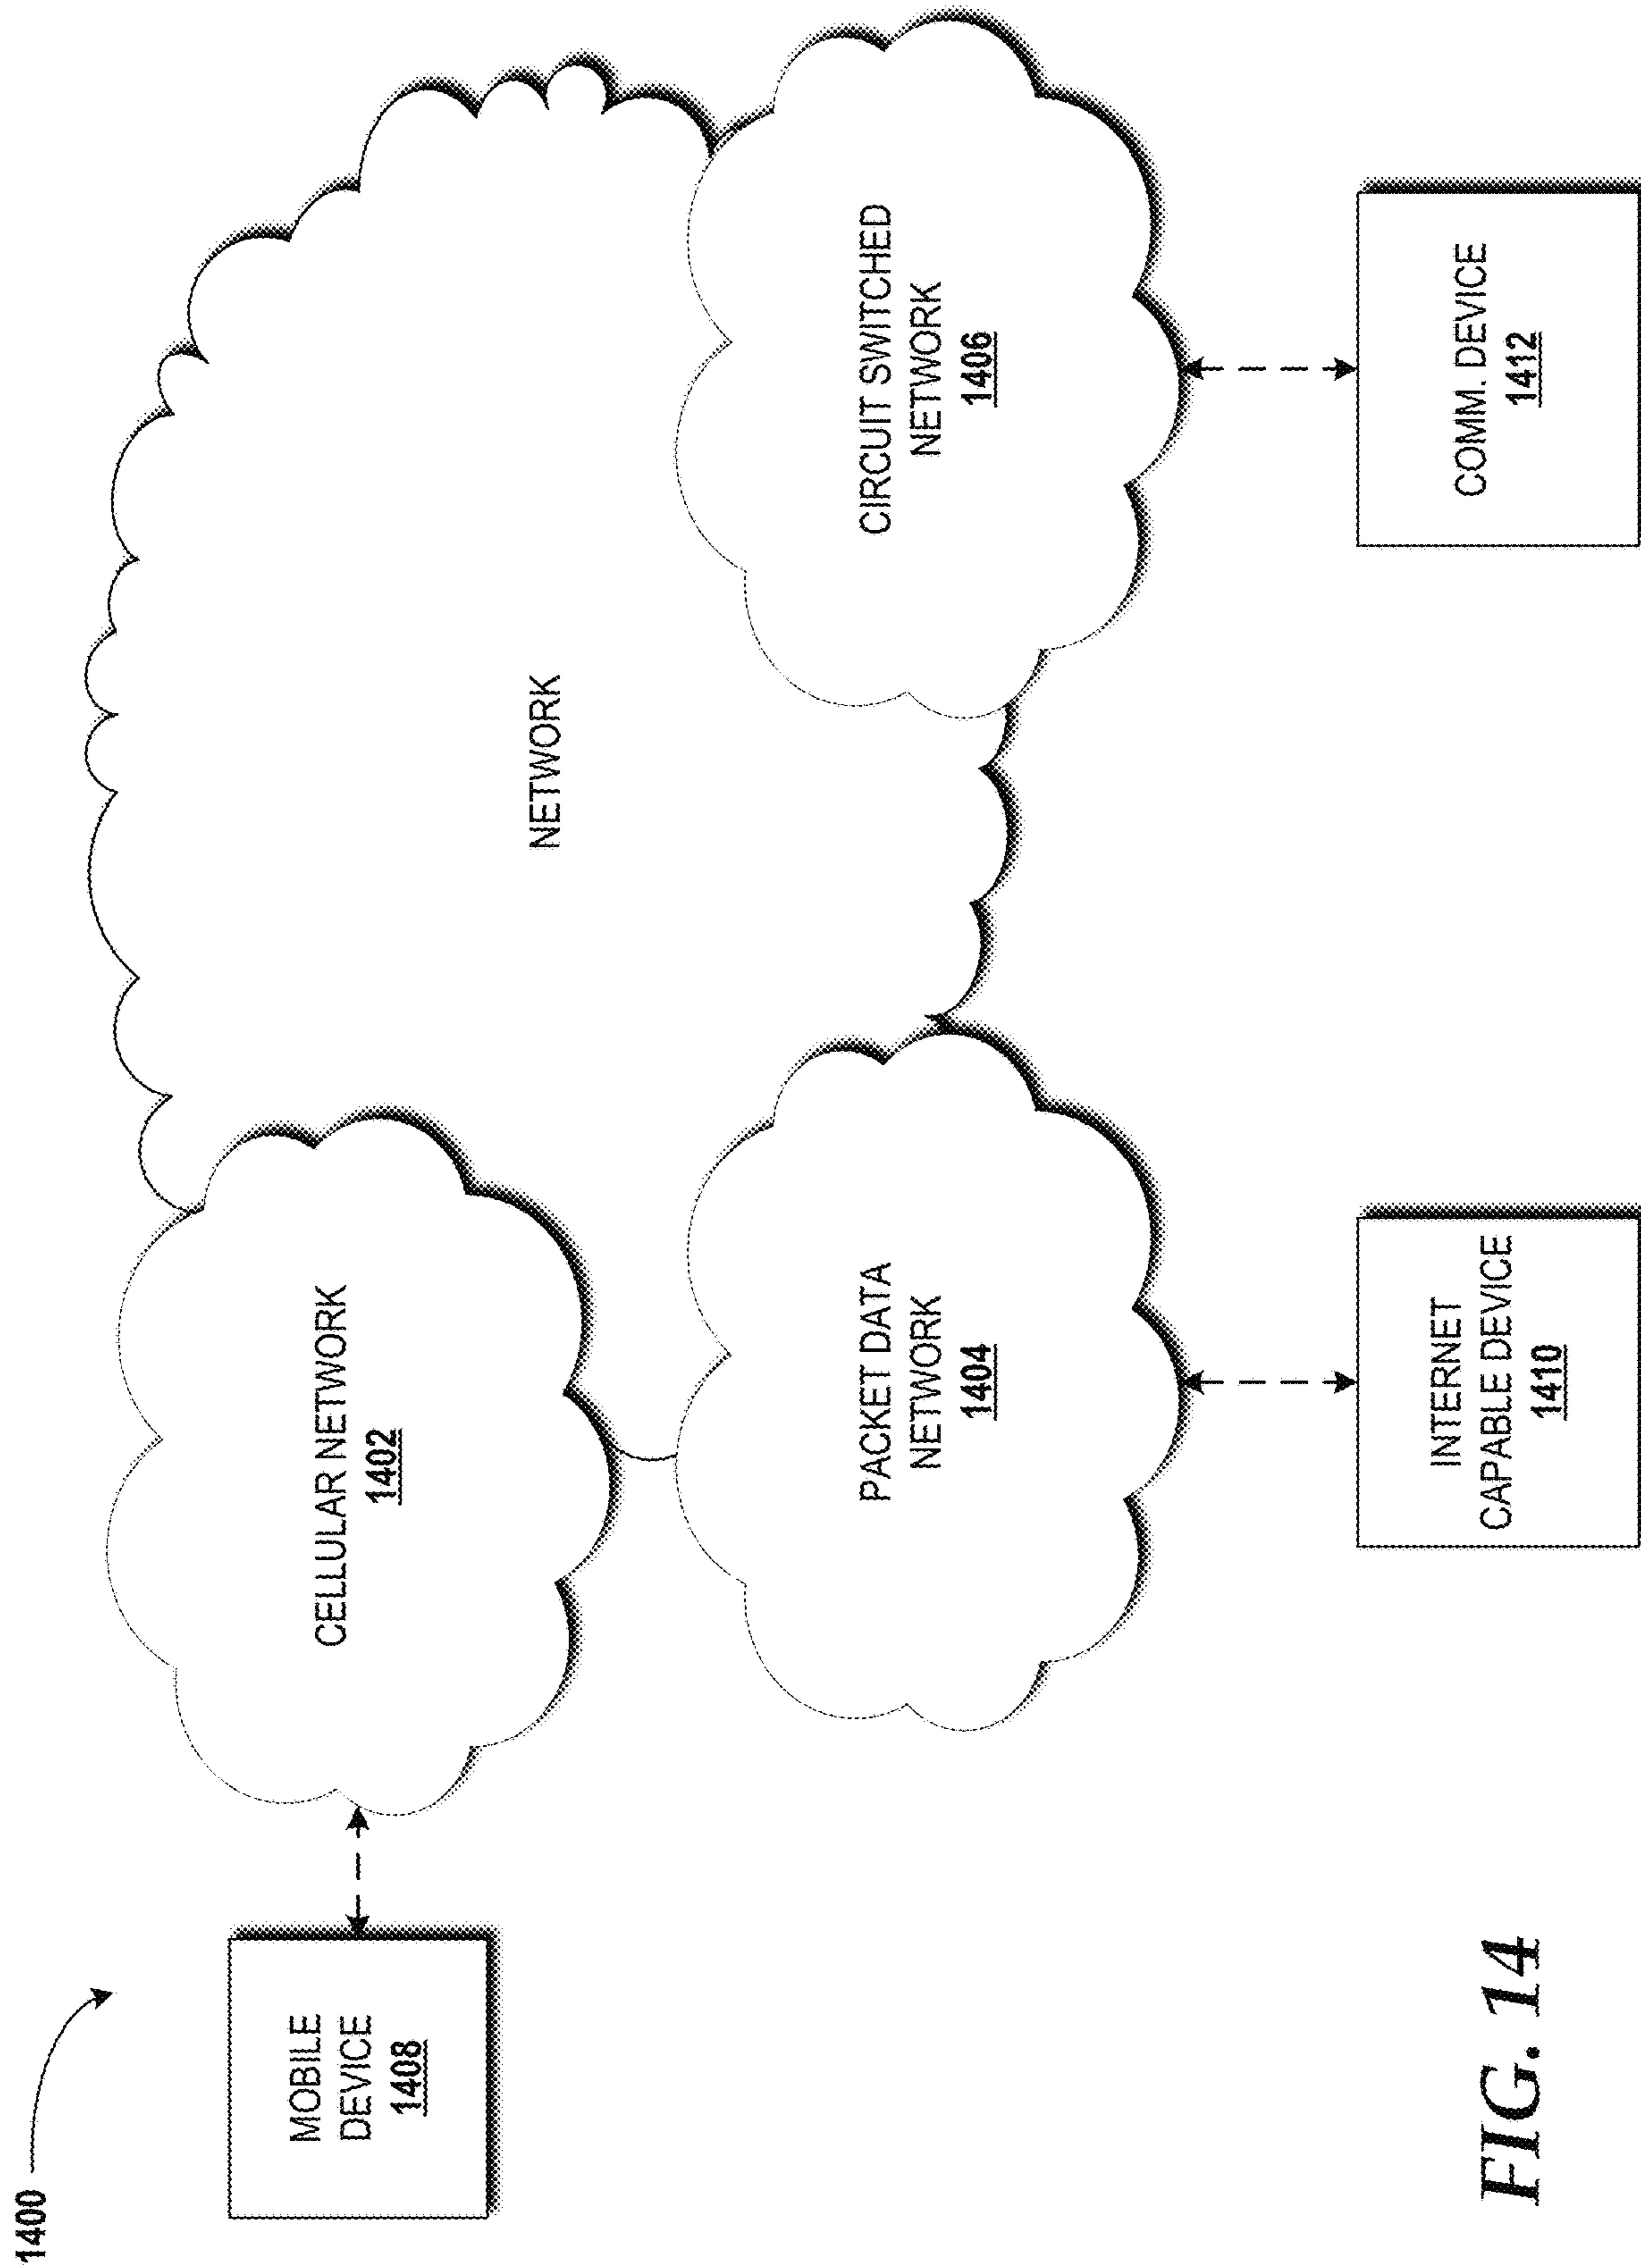 1400
MOBILE
DEVICE
1408
CELLULAR NETWORK
1402
NETWORK
PACKET DATA
NETWORK
1404
CIRCUIT SWITCHED
NETWORK
1406
INTERNET
CAPABLE DEVICE
1410
COMM. DEVICE
1412
FIG. 14